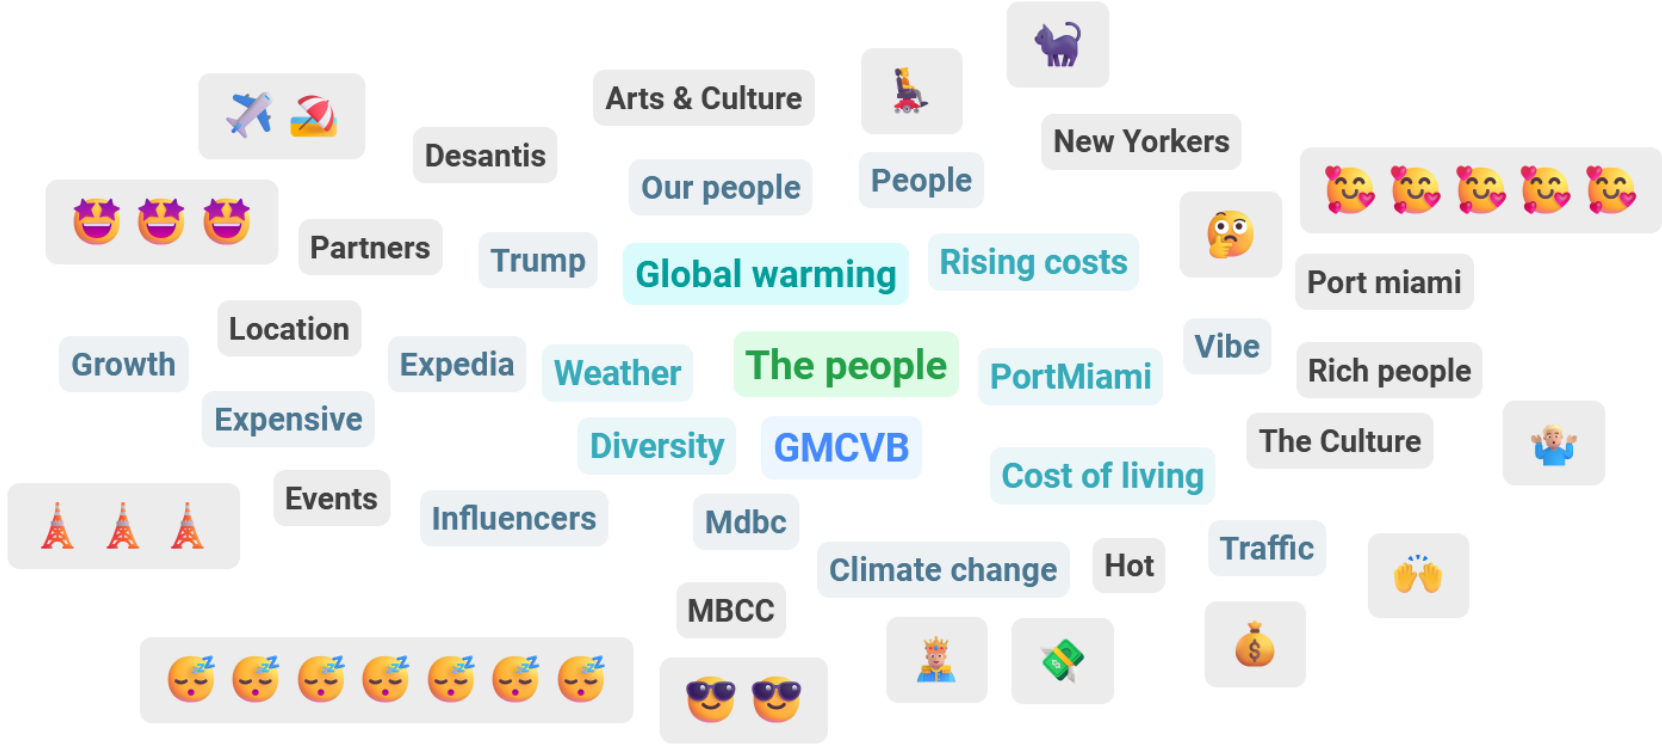 Arts & Culture
New Yorkers
Desantis
Our people
People
Partners
Trump
Global warming
Rising costs
Port miami
Location
Growth
Expedia
Weather
The people
PortMiami
Vibe
Rich people
Expensive
Diversity
GMCVB
The Culture
Cost of living
Events
Influencers
Mdbc
Traffic
Climate change
Hot
MBCC